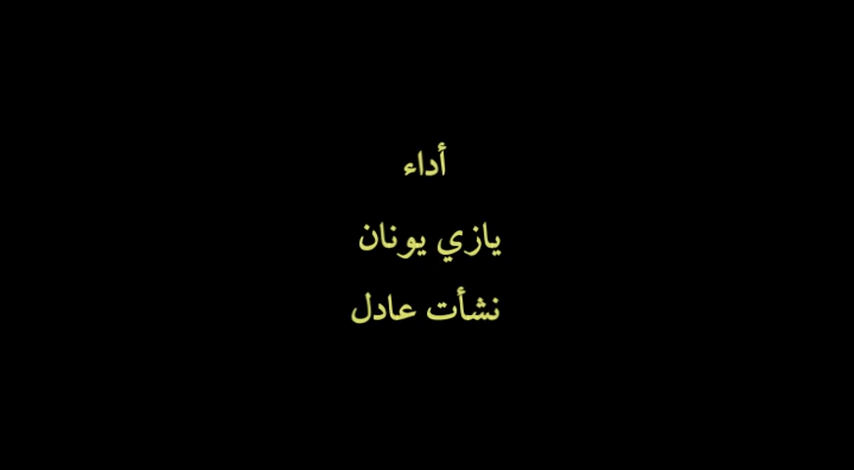 أداء
يازي يونان
نشأت عادل